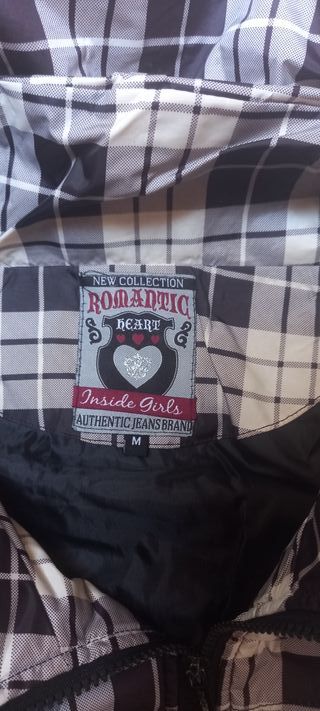 NEW COLLECTION
ROMANTIC
HEART
Inside Girls
AUTHENTIC JEANS BRAND
M